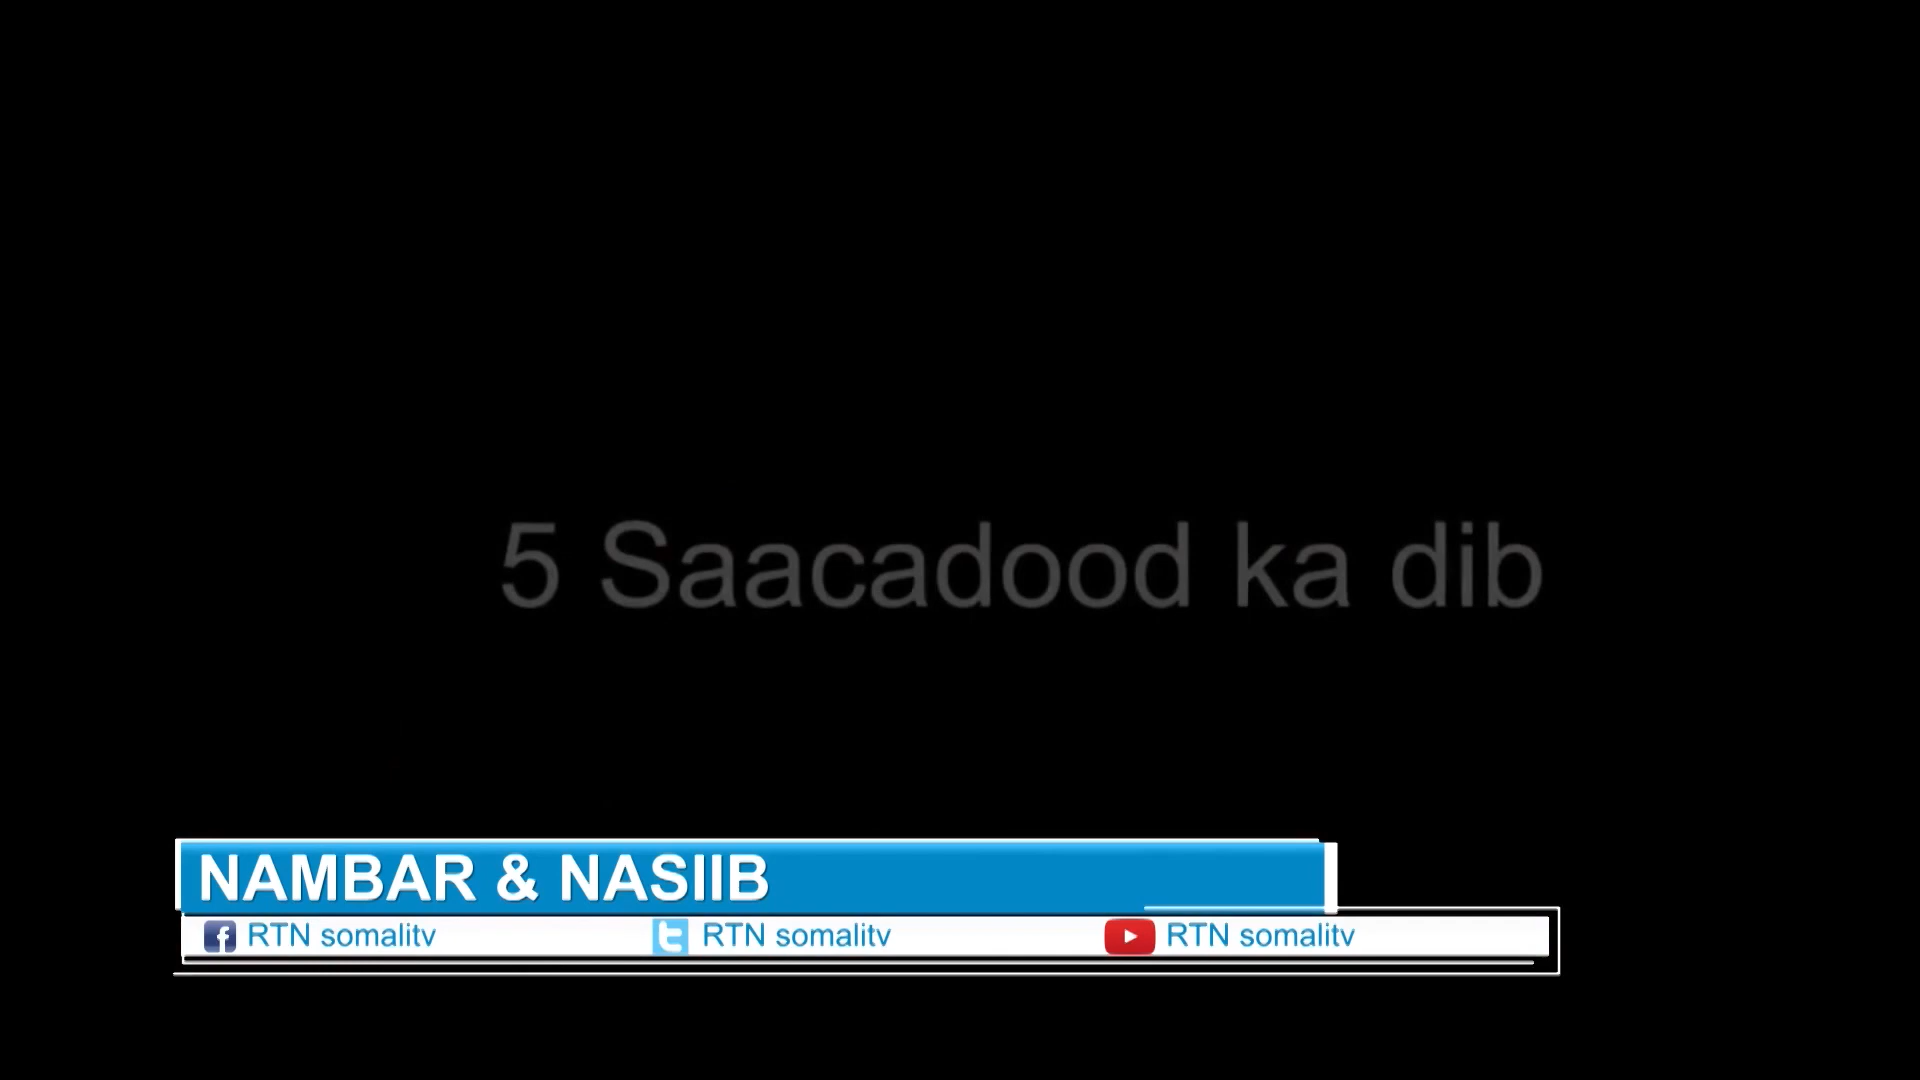 5 Saacadood ka dib
NAMBAR & NASIIB
RTN somalitv RTN somalitv RTN somalitv